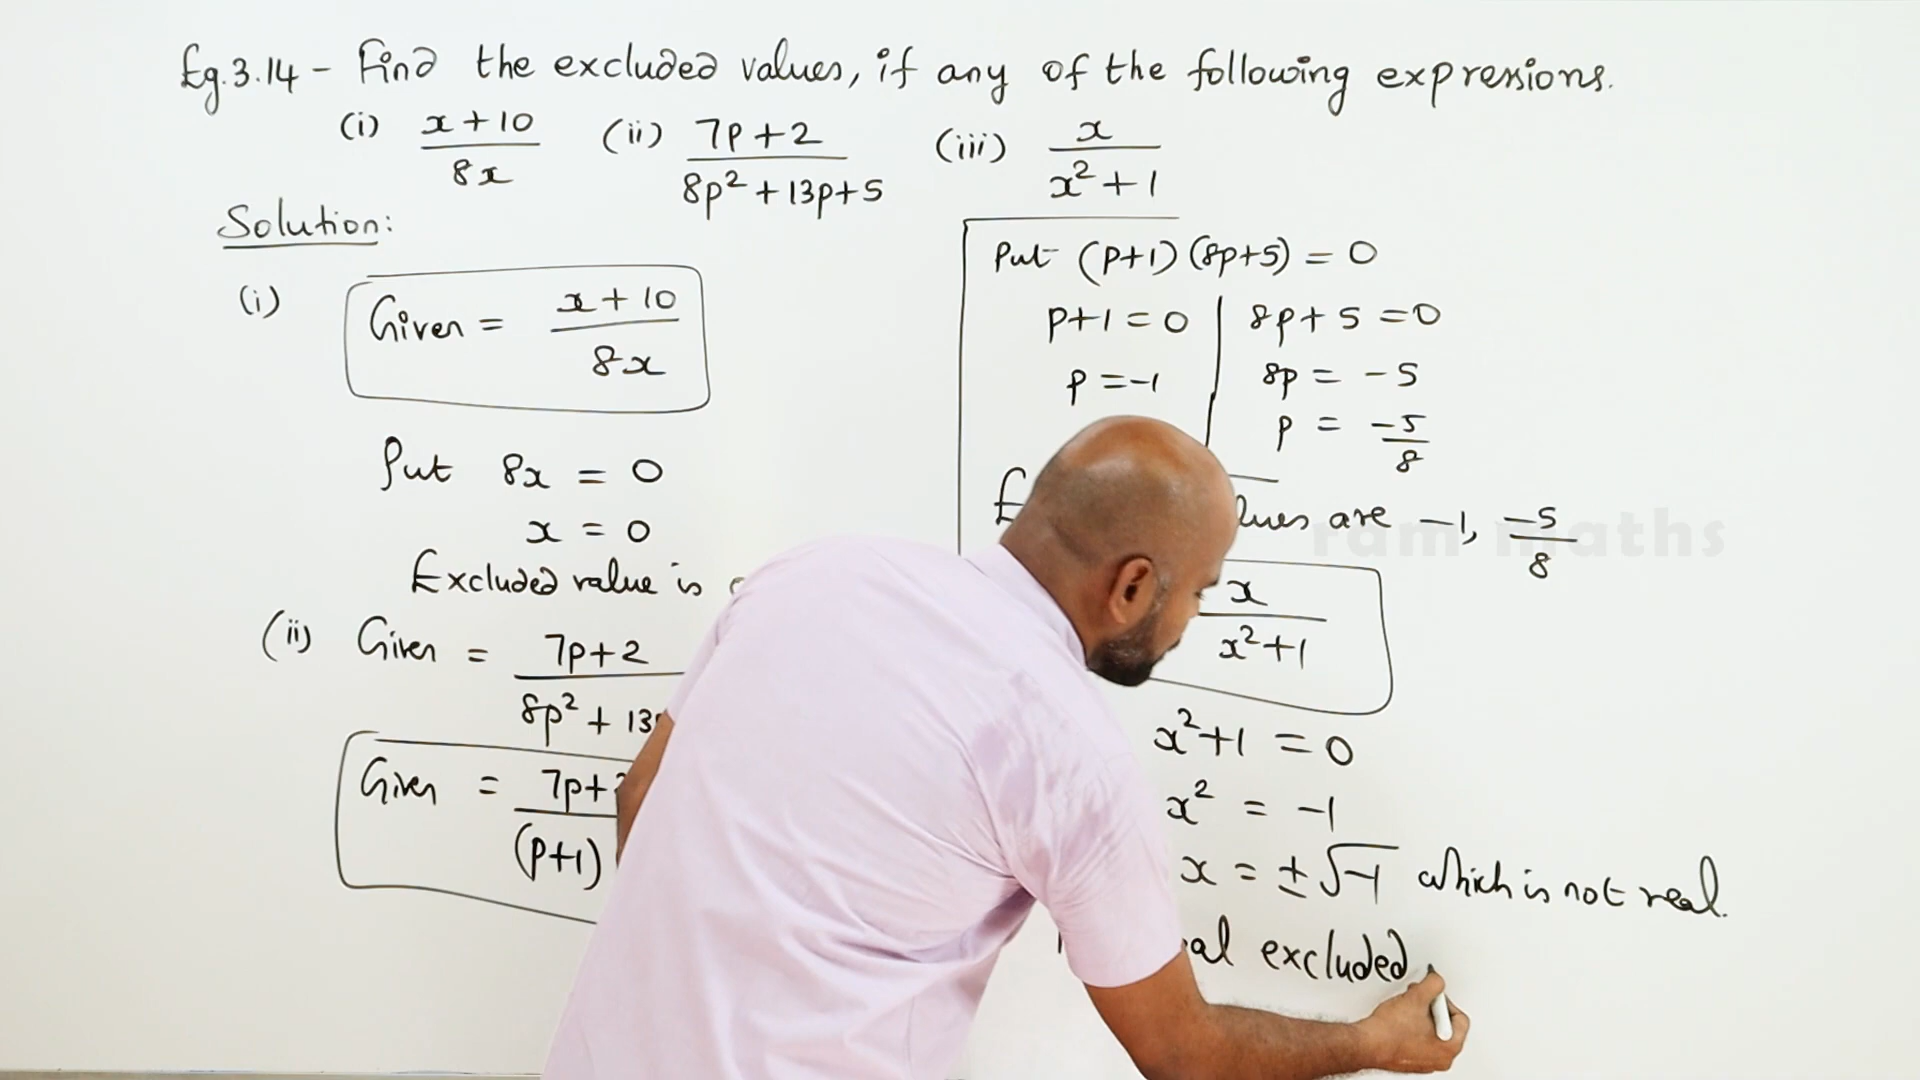 Eg.3.14 - Find the excluded values, if any of the following expressions.
(i) x+10 / 8x (ii) 7p+2 / 8p² + 13p+5 (iii) x / x²+1
Solution:
(i) Given = x+10 / 8x
Put 8x = 0
x = 0
Excluded value is
(ii) Given = 7p+2 / 8p² + 13
Given = 7p+ / (p+1)
Put (p+1) (8p+5) = 0
p+1 = 0 | 8p+5 = 0
p = -1 | 8p = -5
p = -5/8
are -1, -5/8
ram maths
x / x²+1
x²+1 = 0
x² = -1
x = ±√-1 which is not real.
excluded